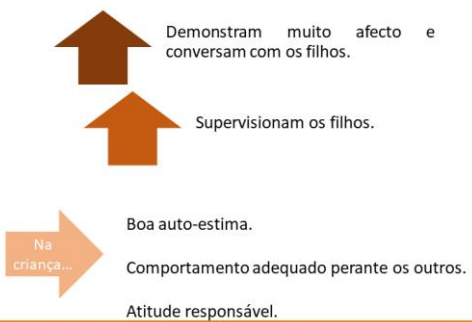 Demonstram muito afecto e
conversam com os filhos.
Supervisionam os filhos.
Boa auto-estima.
Na
criança...
Comportamento adequado perante os outros.
Atitude responsável.